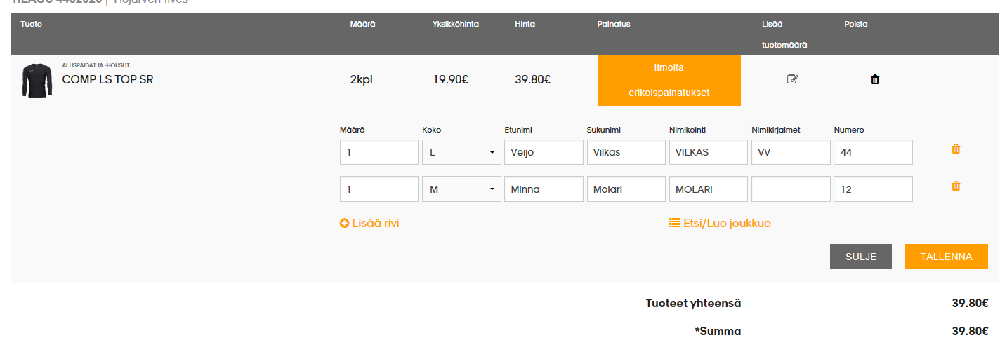 Tuote Määrä Yksikköhinta Hinta Painatus Lisää tuotemäärä Poista
ALUSPAIDAT JA -HOUSUT
COMP LS TOP SR 2kpl 19.90€ 39.80€ Ilmoita erikoispainatukset
Määrä Koko Etunimi Sukunimi Nimikointi Nimikirjaimet Numero
1 L Veijo Vilkas VILKAS VV 44
1 M Minna Molari MOLARI 12
Lisää rivi Etsi/Luo joukkue
SULJE TALLENNA
Tuoteet yhteensä 39.80€
*Summa 39.80€